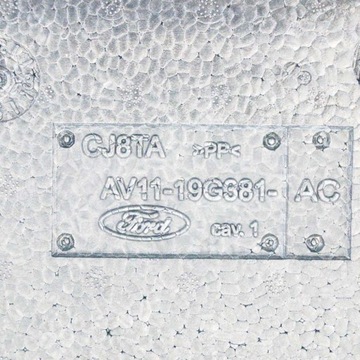 CJ8TA >PP<
AV11-19G381- AC
Ford cav. 1